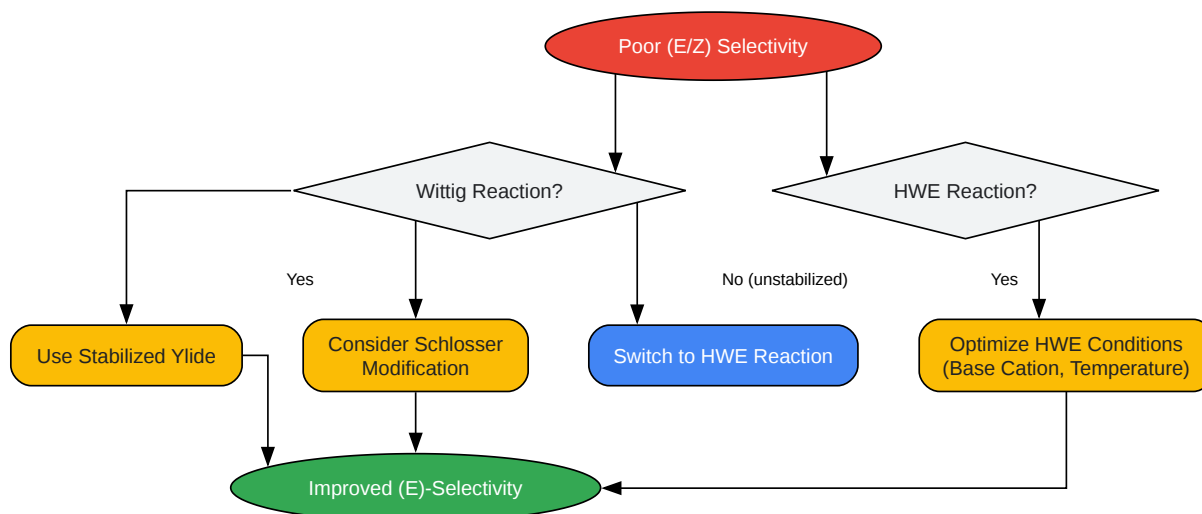 Poor (E/Z) Selectivity
Wittig Reaction?
HWE Reaction?
Yes
No (unstabilized)
Yes
Use Stabilized Ylide
Consider Schlosser
Modification
Switch to HWE Reaction
Optimize HWE Conditions
(Base Cation, Temperature)
Improved (E)-Selectivity